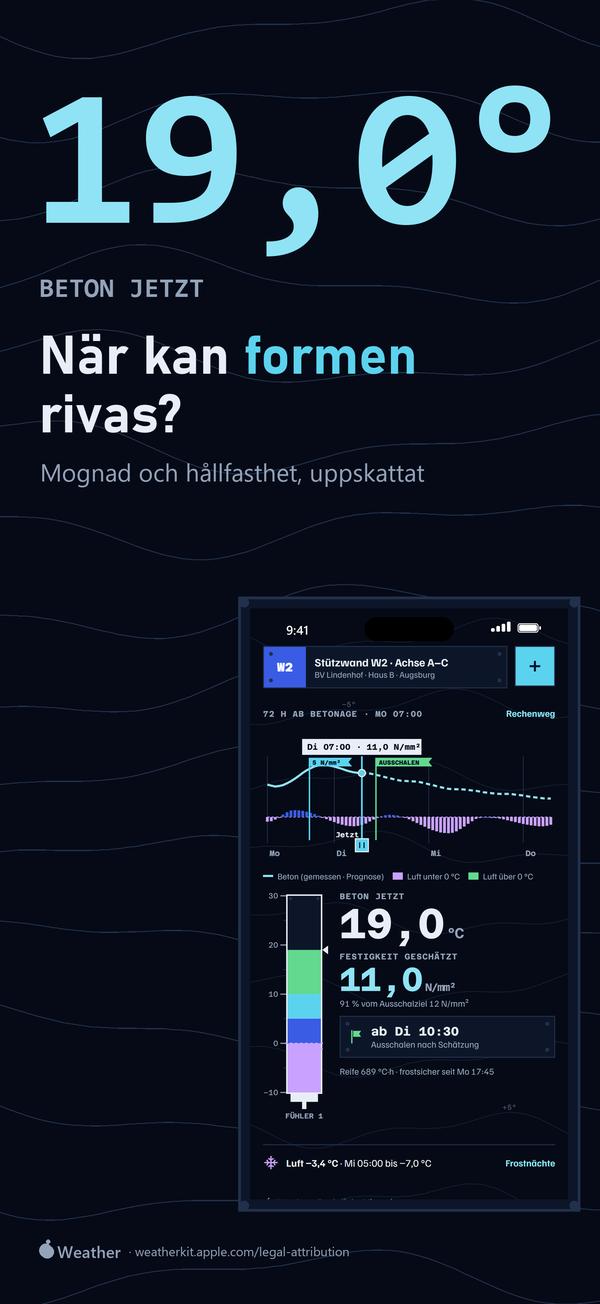 19,0°
BETON JETZT
När kan formen
rivas?
Mognad och hållfasthet, uppskattat
9:41
W2
Stützwand W2 · Achse A–C
BV Lindenhof · Haus B · Augsburg
+
−5°
72 H AB BETONAGE · MO 07:00
Rechenweg
Di 07:00 · 11,0 N/mm²
5 N/mm²
AUSSCHALEN
Jetzt
Mo
Di
Mi
Do
Beton (gemessen · Prognose)
Luft unter 0 °C
Luft über 0 °C
30
20
10
0
−10
FÜHLER 1
BETON JETZT
19,0 °C
FESTIGKEIT GESCHÄTZT
11,0 N/mm²
91 % vom Ausschalziel 12 N/mm²
ab Di 10:30
Ausschalen nach Schätzung
Reife 689 °C·h · frostsicher seit Mo 17:45
+5°
Luft −3,4 °C · Mi 05:00 bis −7,0 °C
Frostnächte
Weather · weatherkit.apple.com/legal-attribution